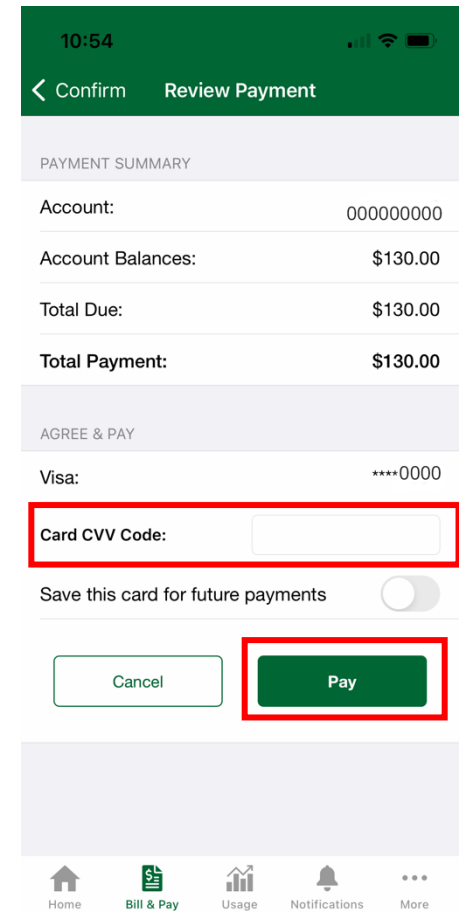 10:54
Confirm Review Payment
PAYMENT SUMMARY
Account: 000000000
Account Balances: $130.00
Total Due: $130.00
Total Payment: $130.00
AGREE & PAY
Visa: ****0000
Card CVV Code:
Save this card for future payments
Cancel Pay
Home Bill & Pay Usage Notifications More